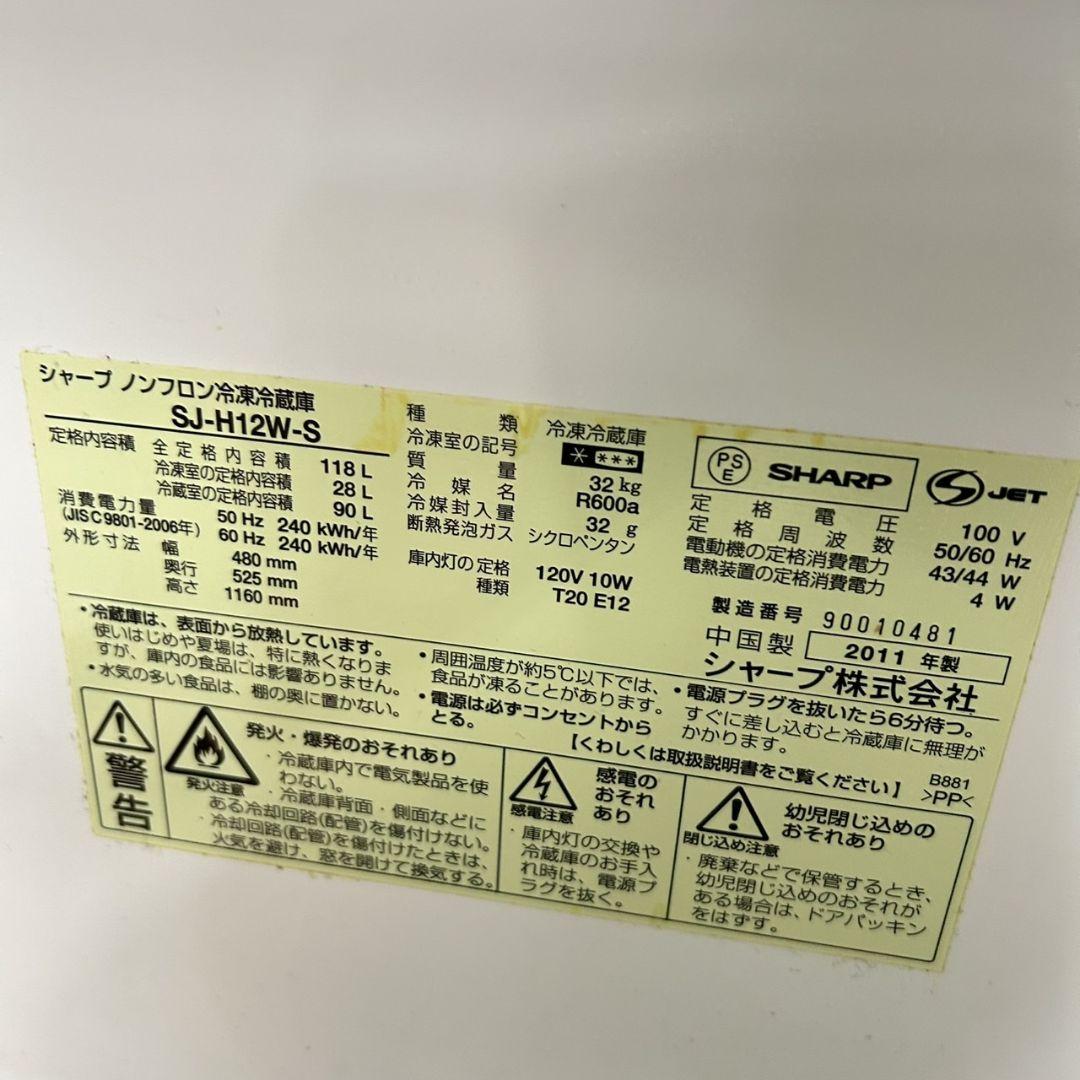 シャープ ノンフロン冷凍冷蔵庫
SJ-H12W-S
定格内容積 全定格内容積 118 L
冷凍室の定格内容積 28 L
冷蔵室の定格内容積 90 L
消費電力量 50 Hz 240 kWh/年
(JIS C 9801-2006年) 60 Hz 240 kWh/年
外形寸法 幅 480 mm
奥行 525 mm
高さ 1160 mm
種類 冷凍冷蔵庫
冷凍室の記号 * ***
質量 32 kg
冷媒名 R600a
冷媒封入量 32 g
断熱発泡ガス シクロペンタン
庫内灯の定格 120V 10W
種類 T20 E12
PS E SHARP JET
定格電圧 100 V
定格周波数 50/60 Hz
電動機の定格消費電力 43/44 W
電熱装置の定格消費電力 4 W
製造番号 90010481
中国製 2011 年製
シャープ株式会社
・冷蔵庫は、表面から放熱しています。
使いはじめや夏場は、特に熱くなりま
すが、庫内の食品には影響ありません。
・水気の多い食品は、棚の奥に置かない。
・周囲温度が約5℃以下では、
食品が凍ることがあります。
・電源は必ずコンセントから
とる。
・電源プラグを抜いたら6分待つ。
すぐに差し込むと冷蔵庫に無理が
かかります。
【くわしくは取扱説明書をご覧ください】
B881
>PP<
警告
発火注意
発火・爆発のおそれあり
・冷蔵庫内で電気製品を使
わない。
・冷蔵庫背面・側面などに
ある冷却回路(配管)を傷付けない。
・冷却回路(配管)を傷付けたときは、
火気を避け、窓を開けて換気する。
感電注意
感電の
おそれ
あり
・庫内灯の交換や
冷蔵庫のお手入
れ時は、電源プ
ラグを抜く。
閉じ込め注意
幼児閉じ込めの
おそれあり
・廃棄などで保管するとき、
幼児閉じ込めのおそれが
ある場合は、ドアパッキン
をはずす。